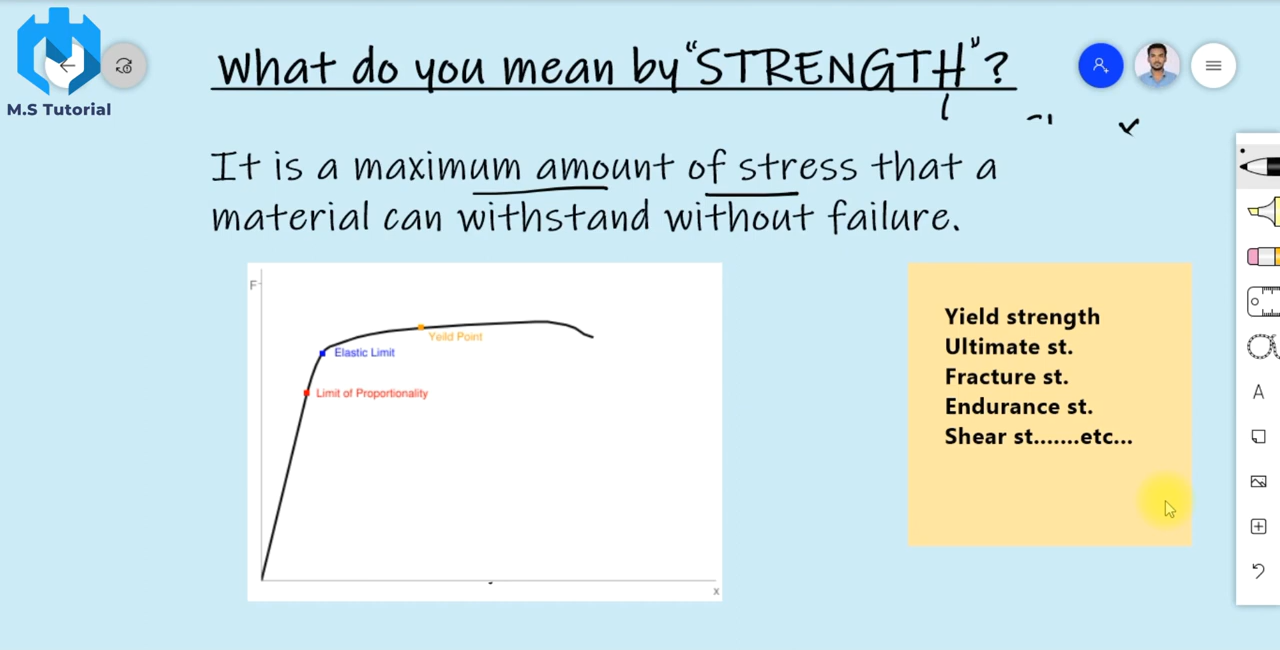 What do you mean by "STRENGTH"?
M.S Tutorial
It is a maximum amount of stress that a
material can withstand without failure.
F
Yeild Point
Elastic Limit
Limit of Proportionality
x
Yield strength
Ultimate st.
Fracture st.
Endurance st.
Shear st.......etc...
A